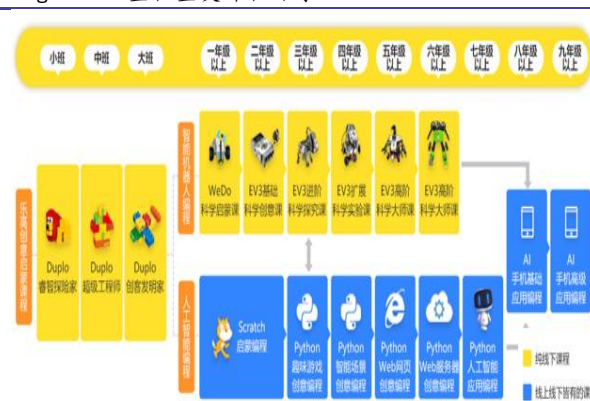 小班
中班
大班
一年级
以上
二年级
以上
三年级
以上
四年级
以上
五年级
以上
六年级
以上
七年级
以上
八年级
以上
九年级
以上
乐高创意启蒙课程
Duplo
睿智探险家
Duplo
超级工程师
Duplo
创客发明家
智能机器人编程
WeDo
科学启蒙课
EV3基础
科学创意课
EV3进阶
科学探究课
EV3扩展
科学实验课
EV3高阶
科学大师课
EV3高阶
科学大师课
人工智能编程
Scratch
启蒙编程
Python
趣味游戏
创意编程
Python
智能场景
创意编程
Python
Web网页
创意编程
Python
Web服务器
创意编程
Python
人工智能
应用编程
AI
手机基础
应用编程
AI
手机高级
应用编程
纯线下课程
线上线下皆有的课